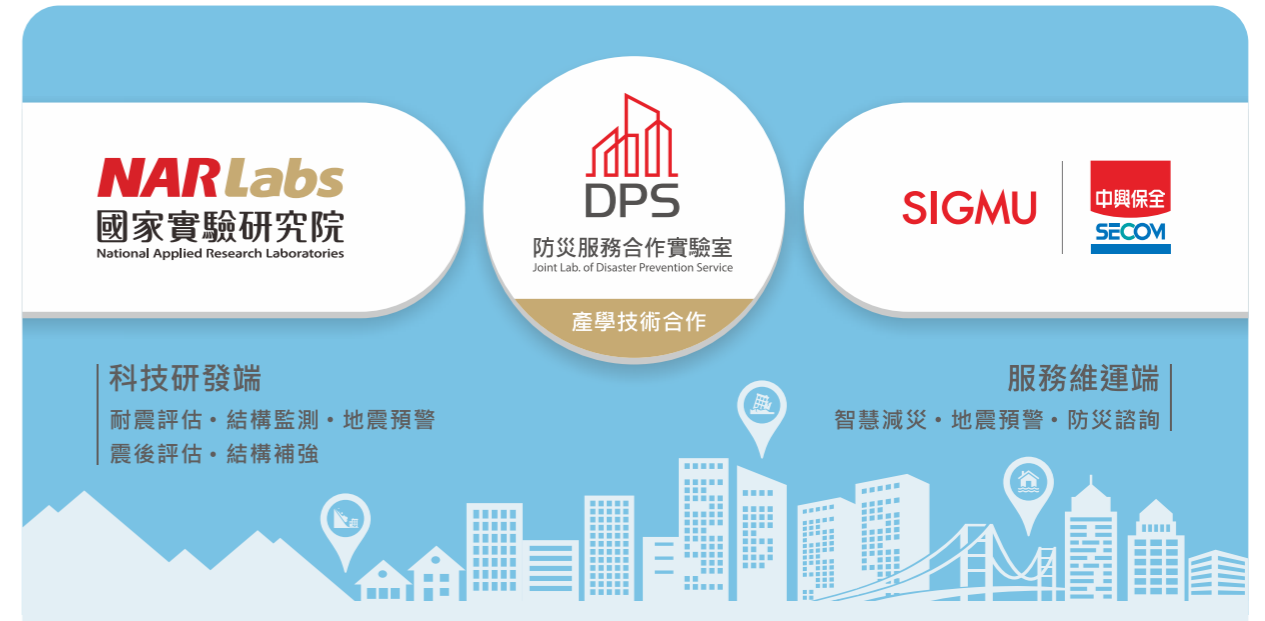 NARLabs
國家實驗研究院
National Applied Research Laboratories
DPS
防災服務合作實驗室
Joint Lab. of Disaster Prevention Service
產學技術合作
SIGMU
中興保全
SECOM
科技研發端
耐震評估・結構監測・地震預警
震後評估・結構補強
服務維運端
智慧減災・地震預警・防災諮詢